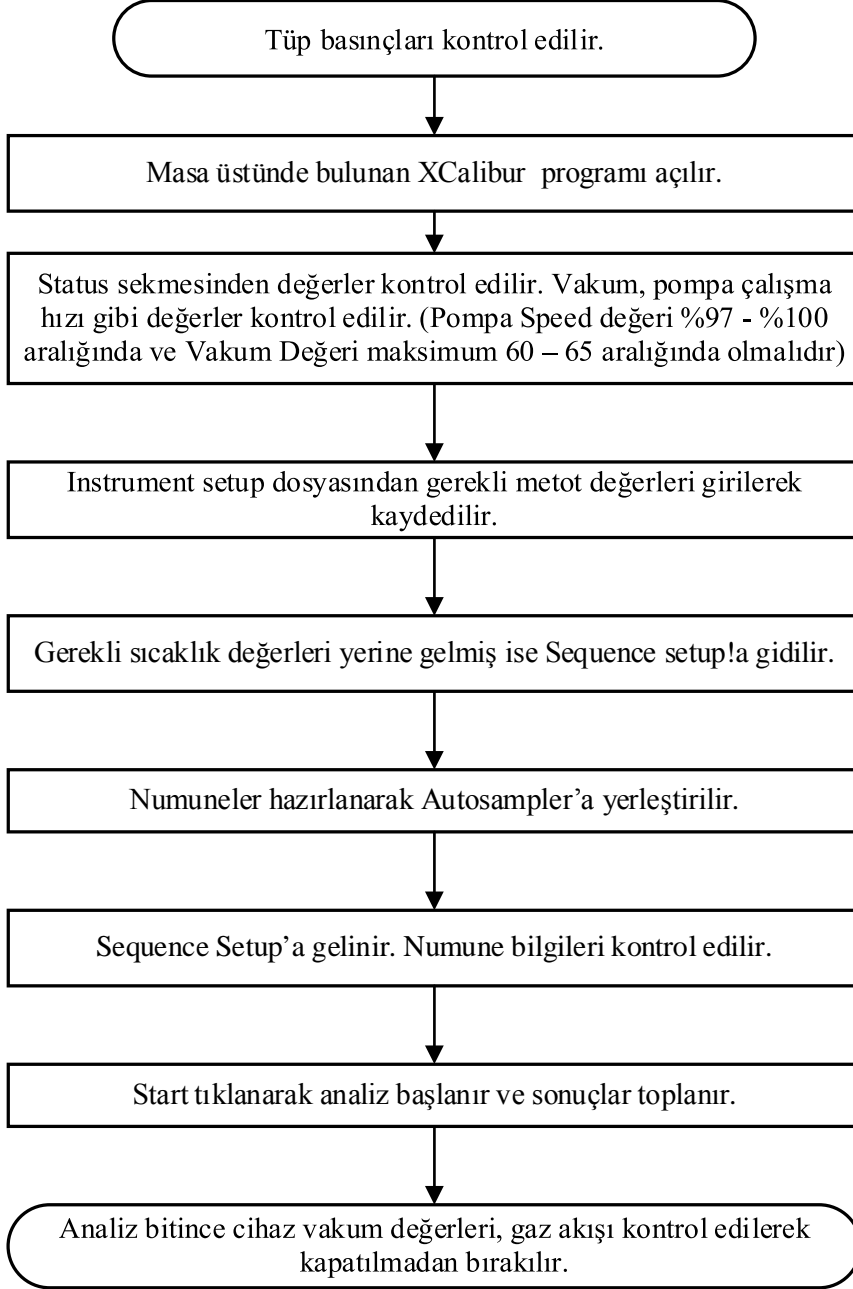 Tüp basınçları kontrol edilir.
Masa üstünde bulunan XCalibur programı açılır.
Status sekmesinden değerler kontrol edilir. Vakum, pompa çalışma
hızı gibi değerler kontrol edilir. (Pompa Speed değeri %97 - %100
aralığında ve Vakum Değeri maksimum 60 – 65 aralığında olmalıdır)
Instrument setup dosyasından gerekli metot değerleri girilerek
kaydedilir.
Gerekli sıcaklık değerleri yerine gelmiş ise Sequence setup!a gidilir.
Numuneler hazırlanarak Autosampler’a yerleştirilir.
Sequence Setup’a gelinir. Numune bilgileri kontrol edilir.
Start tıklanarak analiz başlanır ve sonuçlar toplanır.
Analiz bitince cihaz vakum değerleri, gaz akışı kontrol edilerek
kapatılmadan bırakılır.